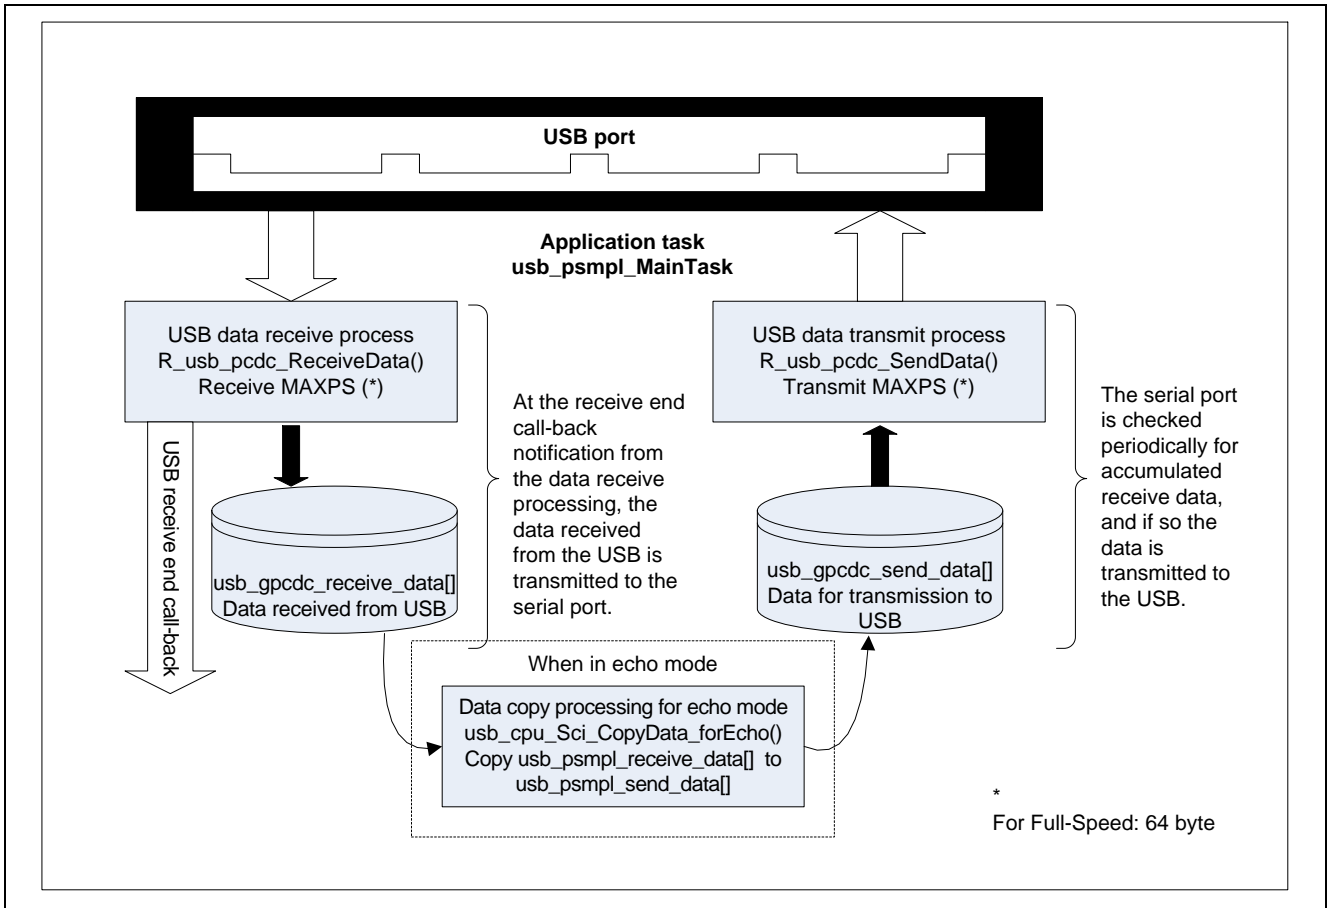 USB port
Application task
usb_psmpl_MainTask
USB data receive process
R_usb_pcdc_ReceiveData()
Receive MAXPS (*)
USB receive end call-back
usb_gpcdc_receive_data[]
Data received from USB
At the receive end
call-back
notification from
the data receive
processing, the
data received
from the USB is
transmitted to the
serial port.
USB data transmit process
R_usb_pcdc_SendData()
Transmit MAXPS (*)
usb_gpcdc_send_data[]
Data for transmission to
USB
The serial port
is checked
periodically for
accumulated
receive data,
and if so the
data is
transmitted to
the USB.
When in echo mode
Data copy processing for echo mode
usb_cpu_Sci_CopyData_forEcho()
Copy usb_psmpl_receive_data[] to
usb_psmpl_send_data[]
*
For Full-Speed: 64 byte